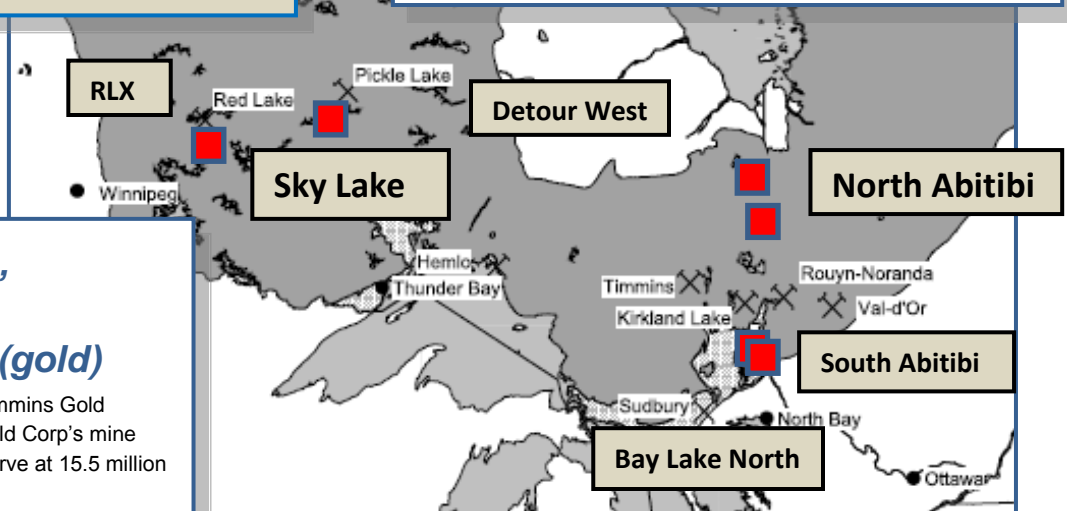 RLX
Pickle Lake
Red Lake
Detour West
Sky Lake
North Abitibi
Winnipeg
Hemlo
Thunder Bay
Timmins
Rouyn-Noranda
Val-d'Or
Kirkland Lake
South Abitibi
Sudbury
North Bay
Bay Lake North
Ottawa
,
(gold)
mmins Gold
ld Corp's mine
rve at 15.5 million